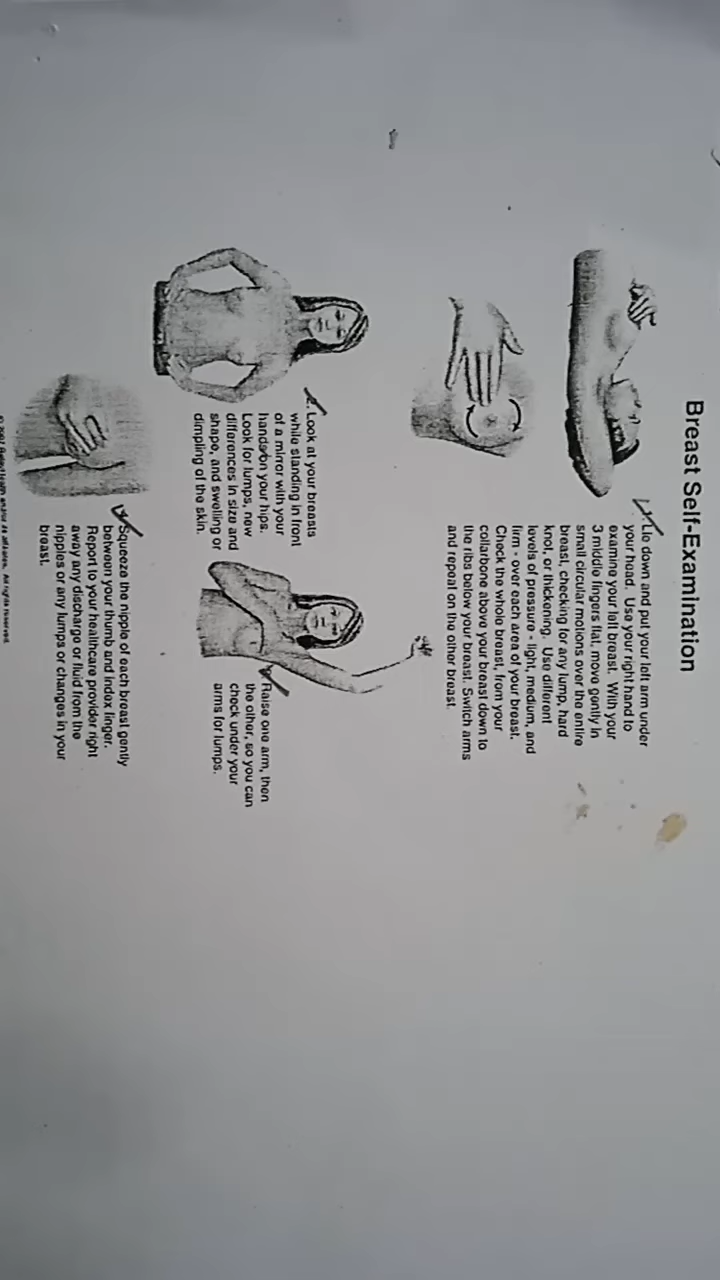 Breast Self-Examination
Lie down and put your left arm under
your head. Use your right hand to
examine your left breast. With your
3 middle fingers flat, move gently in
small circular motions over the entire
breast, checking for any lump, hard
knot, or thickening. Use different
levels of pressure - light, medium, and
firm - over each area of your breast.
Check the whole breast, from your
collarbone above your breast down to
the ribs below your breast. Switch arms
and repeat on the other breast.
Look at your breasts
while standing in front
of a mirror with your
hands on your hips.
Look for lumps, new
differences in size and
shape, and swelling or
dimpling of the skin.
Raise one arm, then
the other, so you can
check under your
arms for lumps.
Squeeze the nipple of each breast gently
between your thumb and index finger.
Report to your healthcare provider right
away any discharge or fluid from the
nipples or any lumps or changes in your
breast.
and/or its affiliates. All rights reserved.